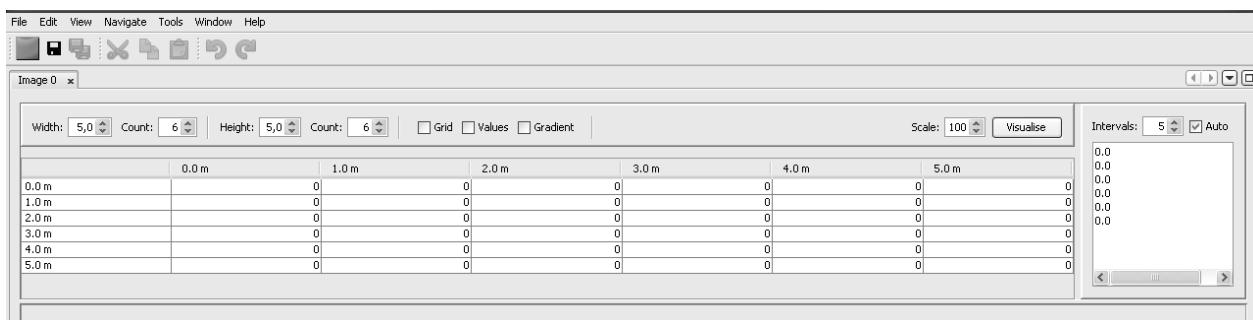 File Edit View Navigate Tools Window Help
Image 0 x
Width: 5,0 Count: 6 Height: 5,0 Count: 6 Grid Values Gradient Scale: 100 Visualise
0.0 m 1.0 m 2.0 m 3.0 m 4.0 m 5.0 m
0.0 m 0 0 0 0 0 0
1.0 m 0 0 0 0 0 0
2.0 m 0 0 0 0 0 0
3.0 m 0 0 0 0 0 0
4.0 m 0 0 0 0 0 0
5.0 m 0 0 0 0 0 0
Intervals: 5 Auto
0.0
0.0
0.0
0.0
0.0
0.0